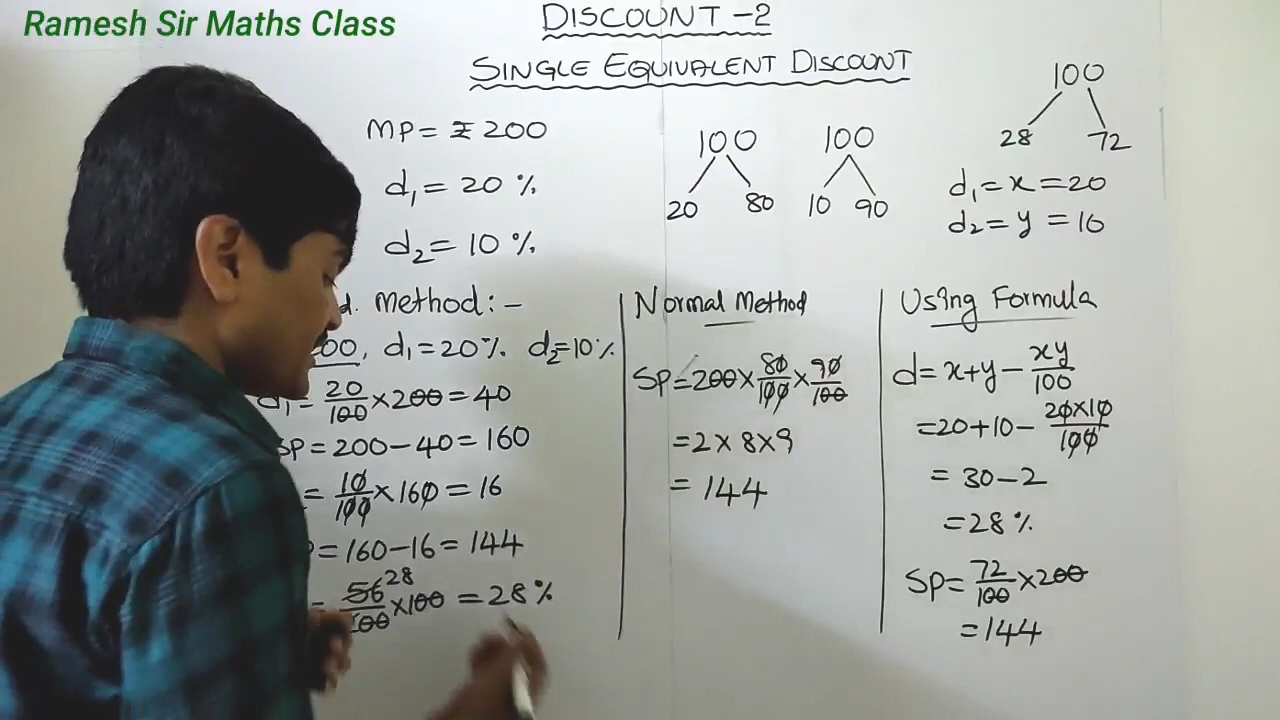 Ramesh Sir Maths Class
DISCOUNT -2
SINGLE EQUIVALENT DISCOUNT
MP= ₹ 200
d₁= 20 %
d₂= 10 %
100
20 80
100
10 90
100
28 72
d₁= x = 20
d₂= y = 10
d. Method:-
00, d₁=20%. d₂=10%
d₁= 20/100 ×200= 40
SP= 200-40= 160
= 10/100 ×160= 16
= 160-16= 144
= 56 28/100 ×100 = 28%
Normal Method
SP=200× 80/100 × 90/100
=2×8×9
= 144
Using Formula
d= x+y- xy/100
=20+10- 20×10/100
= 30-2
=28%
SP= 72/100 ×200
=144